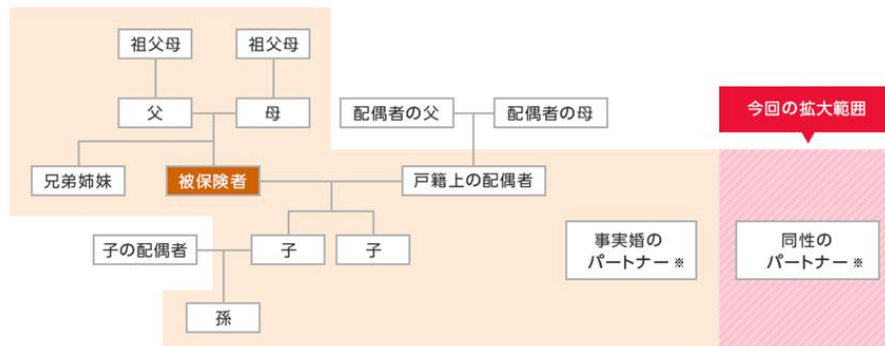 祖父母
祖父母
父
母
配偶者の父
配偶者の母
今回の拡大範囲
兄弟姉妹
被保険者
戸籍上の配偶者
子の配偶者
子
子
事実婚の
パートナー※
同性の
パートナー※
孫